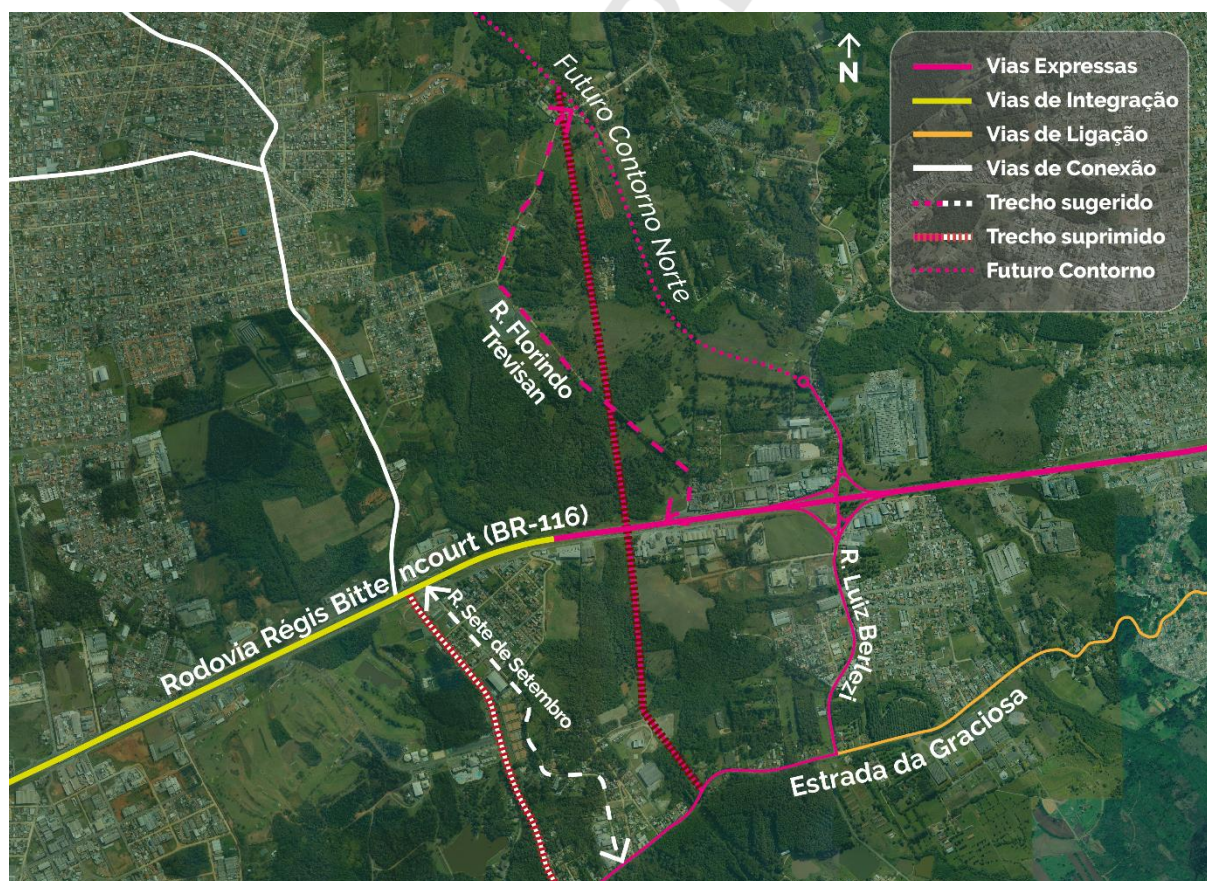 Futuro Contorno Norte
N
Vias Expressas
Vias de Integração
Vias de Ligação
Vias de Conexão
Trecho sugerido
Trecho suprimido
Futuro Contorno
R. Florindo
Trevisan
Rodovia Régis Bittencourt (BR-116)
R. Sete de Setembro
R. Luiz Bertezi
Estrada da Graciosa